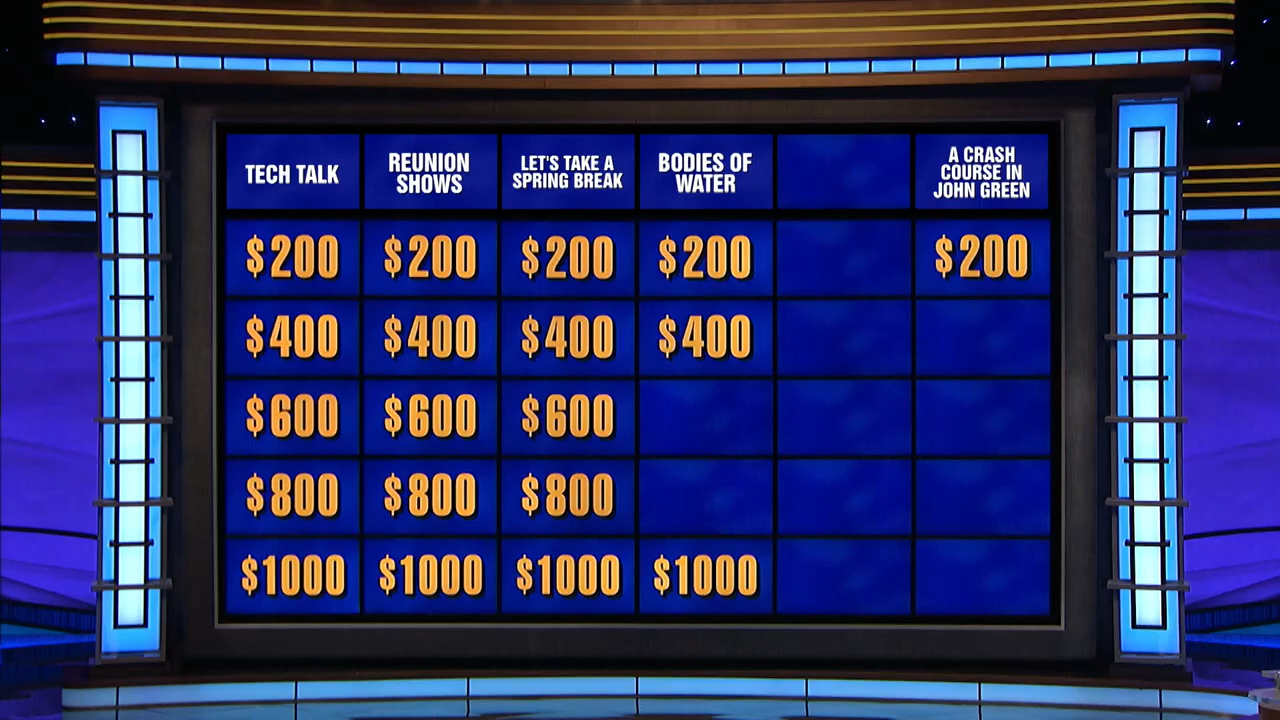 TECH TALK
REUNION
SHOWS
LET'S TAKE A
SPRING BREAK
BODIES OF
WATER
A CRASH
COURSE IN
JOHN GREEN
$200 $200 $200 $200 $200
$400 $400 $400 $400
$600 $600 $600
$800 $800 $800
$1000 $1000 $1000 $1000